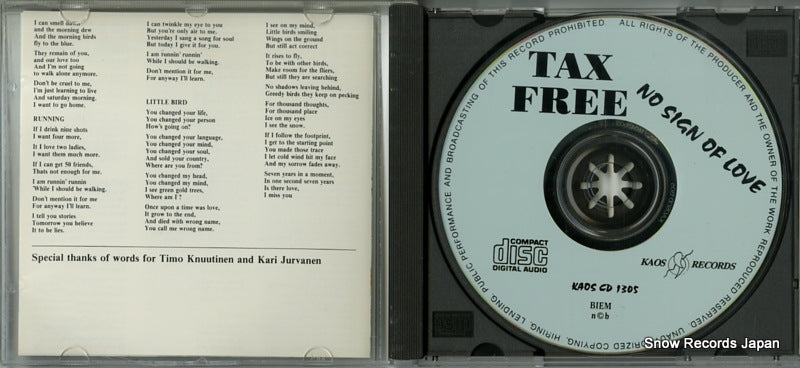 I can smell dawn
and the morning dew
And the morning birds
fly to the blue.
They remain of you,
and our love too
And I'm not going
to walk alone anymore.
Don't be cruel to me,
I'm just learning to live
And saturday morning.
I want to go home.
RUNNING
If I drink nine shots
I want four more,
It I love two ladies,
I want them much more.
If I can get 50 friends,
Thats not enough for me.
I am runnin' runnin
'While I should be walking.
Don't mention it for me
For anyway I'll learn.
I tell you stories
Tomorrow you believe
It to be lies.
I can twinkle my eye to you
But you're only air to me.
Yesterday I sang a song for soul
But today I give it for you.
I am runnin' runnin'
While I should be walking.
Don't mention it for me,
For anyway I'll learn.
LITTLE BIRD
You changed your life,
You changed your person
How's going on?
You changed your language,
You changed your mind,
You changed your soul,
And sold your country,
Where are you from?
You changed my head,
You changed my mind,
I see green gold trees,
Where am I?
Once upon a time was love,
It grow to the end,
And died with wrong name,
You call me wrong name.
I see on my mind,
Little birds smiling
Wings on the ground
But still act correct
It rises to fly,
To be with other birds,
Make room for the fliers,
But still they are searching
No shadows leaving behind,
Greedy birds they keep on pecking
For thousand thoughts,
For thousand place
Ice on my eyes
I see the snow.
If I follow the footprint,
I get to the starting point
You made those trace
I let cold wind hit my face
And my sorrow fades away.
Seven years in a moment,
In one second seven years
Is there love,
I miss you
Special thanks of words for Timo Knuutinen and Kari Jurvanen
ALL RIGHTS OF THE PRODUCER AND THE OWNER OF THE WORK REPRODUCED RESERVED UNAUTHORIZED COPYING, HIRING, LENDING PUBLIC PERFORMANCE AND BROADCASTING OF THIS RECORD PROHIBITED
TAX
FREE
NO SIGN OF LOVE
COMPACT
disc
DIGITAL AUDIO
KAOS RECORDS
KAOS CD 1305
BIEM
n©b
Snow Records Japan